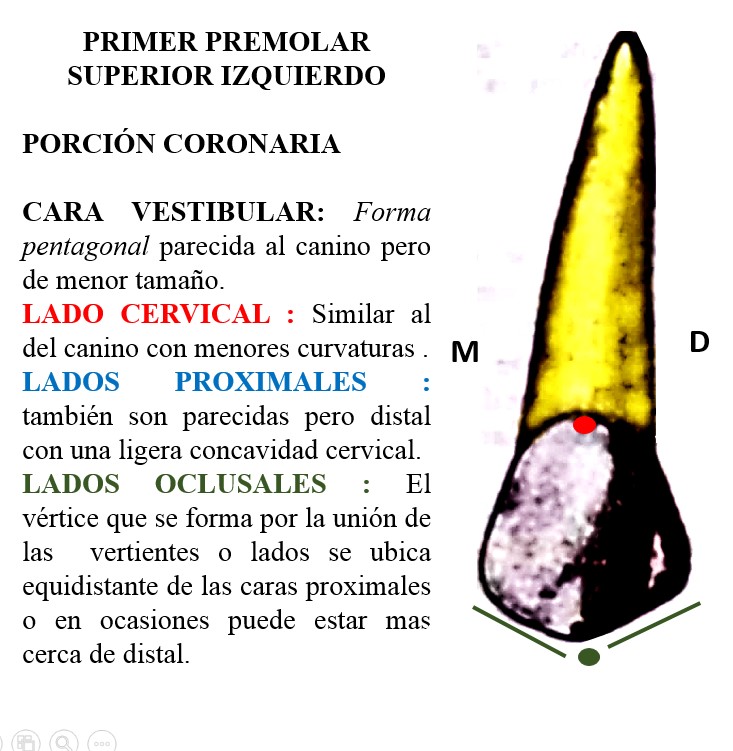 PRIMER PREMOLAR
SUPERIOR IZQUIERDO
PORCIÓN CORONARIA
CARA VESTIBULAR: Forma
pentagonal parecida al canino pero
de menor tamaño.
LADO CERVICAL : Similar al
del canino con menores curvaturas .
LADOS PROXIMALES :
también son parecidas pero distal
con una ligera concavidad cervical.
LADOS OCLUSALES : El
vértice que se forma por la unión de
las vertientes o lados se ubica
equidistante de las caras proximales
o en ocasiones puede estar mas
cerca de distal.
M
D